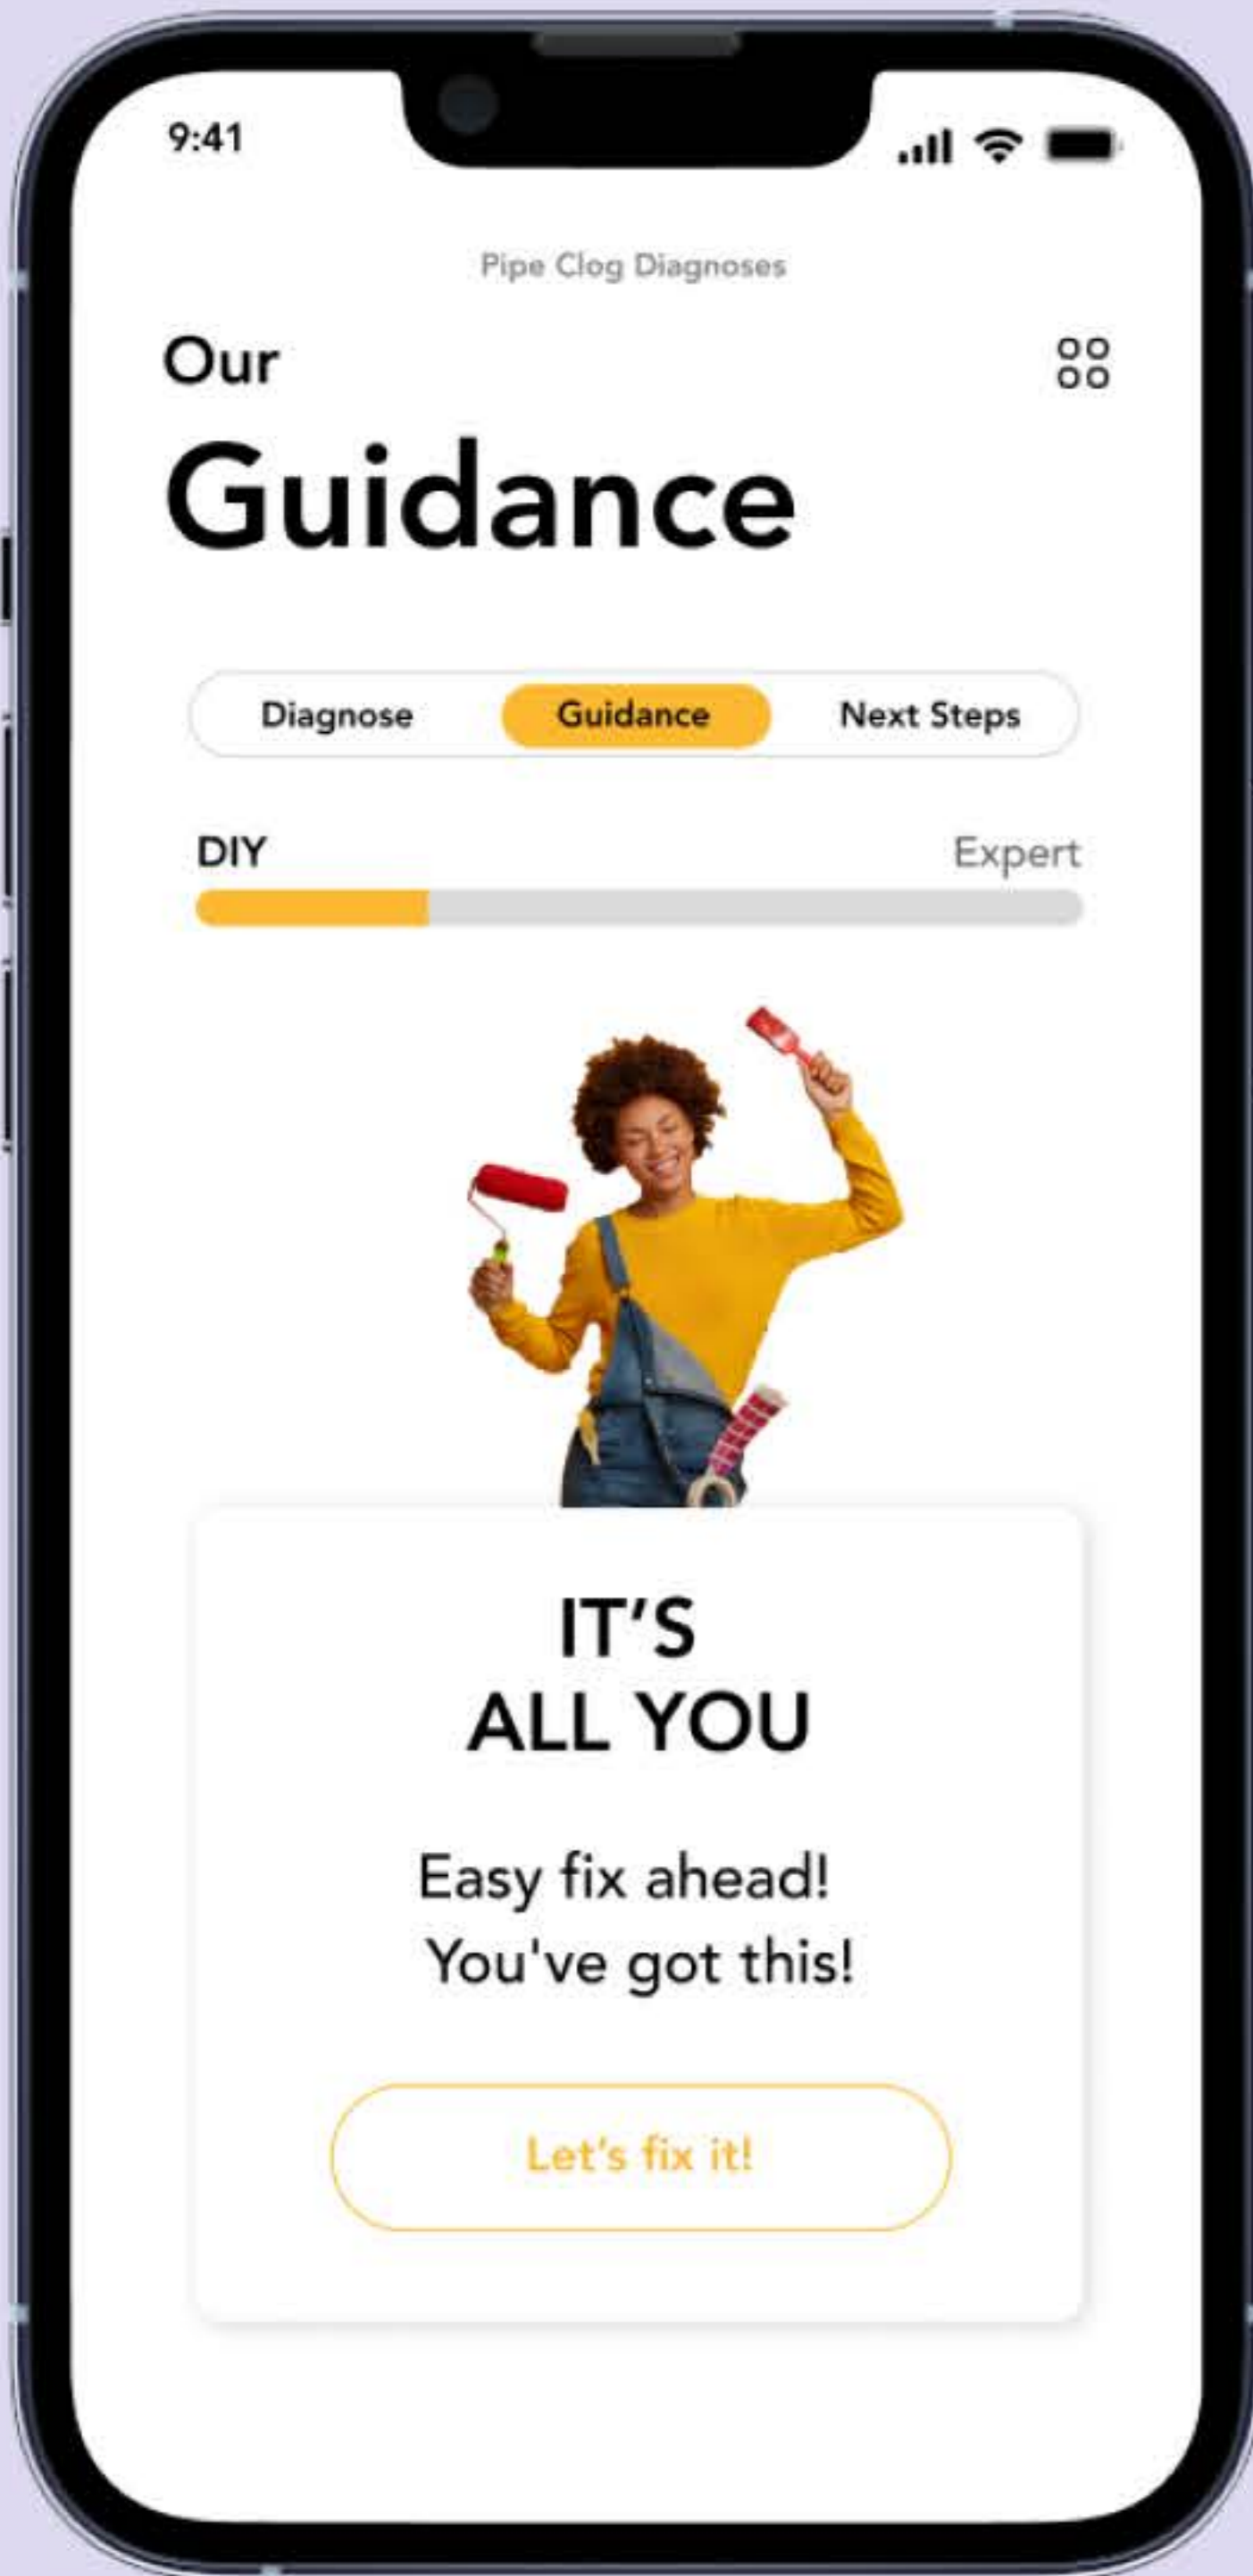 9:41
Pipe Clog Diagnoses
Our
Guidance
Diagnose Guidance Next Steps
DIY Expert
IT’S
ALL YOU
Easy fix ahead!
You've got this!
Let’s fix it!